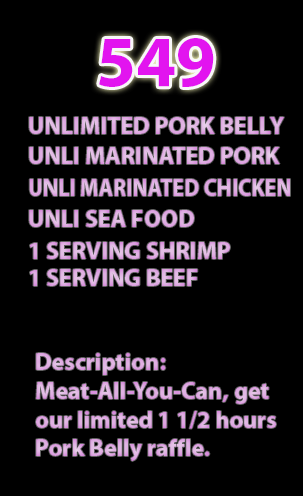 549
UNLIMITED PORK BELLY
UNLI MARINATED PORK
UNLI MARINATED CHICKEN
UNLI SEA FOOD
1 SERVING SHRIMP
1 SERVING BEEF
Description:
Meat-All-You-Can, get
our limited 1 1/2 hours
Pork Belly raffle.